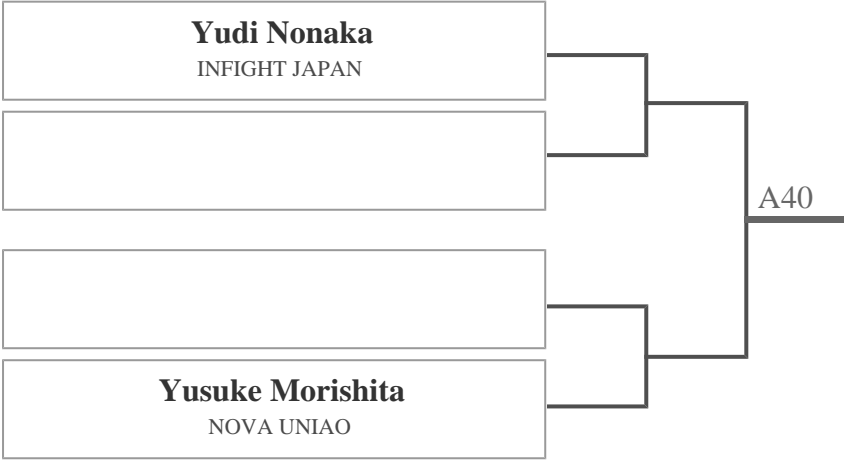 Yudi Nonaka
INFIGHT JAPAN
A40
Yusuke Morishita
NOVA UNIAO